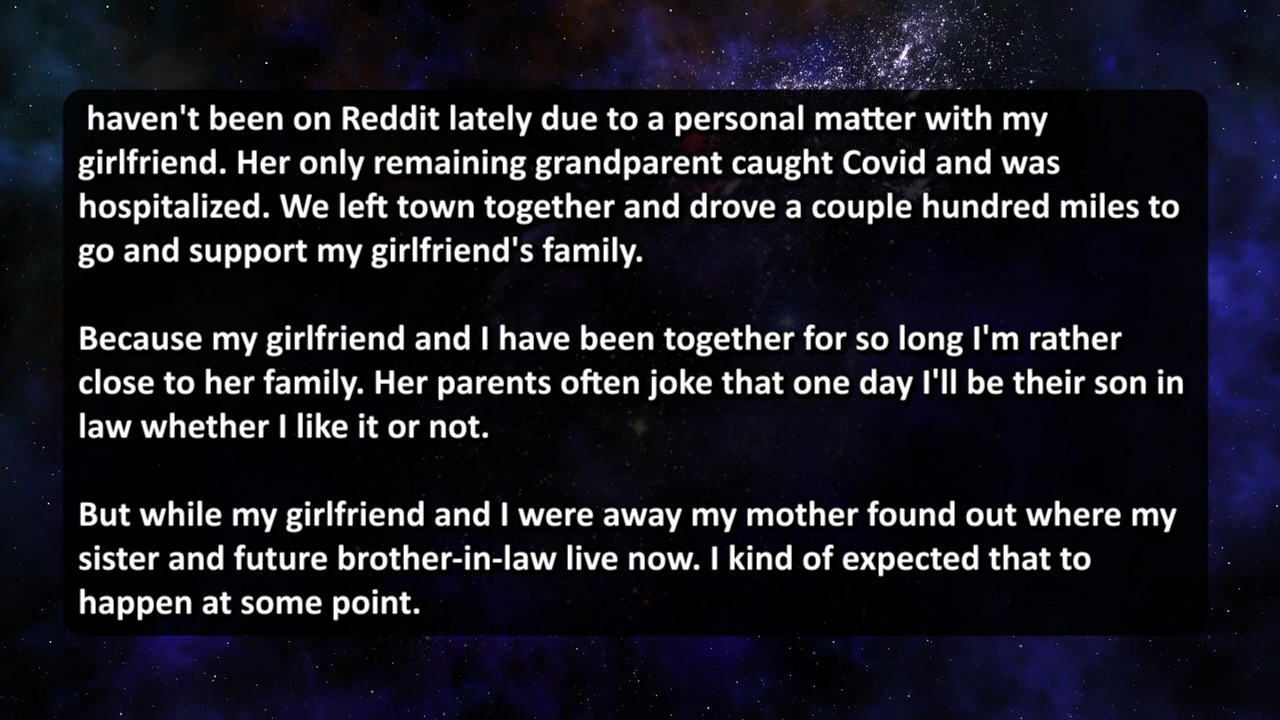 haven't been on Reddit lately due to a personal matter with my
girlfriend. Her only remaining grandparent caught Covid and was
hospitalized. We left town together and drove a couple hundred miles to
go and support my girlfriend's family.
Because my girlfriend and I have been together for so long I'm rather
close to her family. Her parents often joke that one day I'll be their son in
law whether I like it or not.
But while my girlfriend and I were away my mother found out where my
sister and future brother-in-law live now. I kind of expected that to
happen at some point.